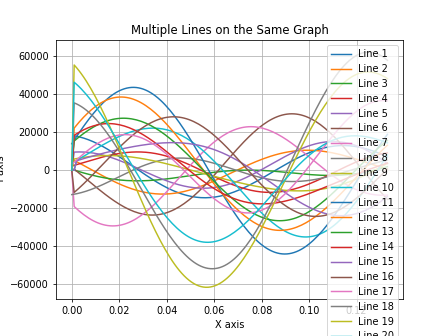 Multiple Lines on the Same Graph
60000
40000
20000
0
−20000
−40000
−60000
0.00
0.02
0.04
0.06
0.08
0.10
X axis
Line 1
Line 2
Line 3
Line 4
Line 5
Line 6
Line 7
Line 8
Line 9
Line 10
Line 11
Line 12
Line 13
Line 14
Line 15
Line 16
Line 17
Line 18
Line 19